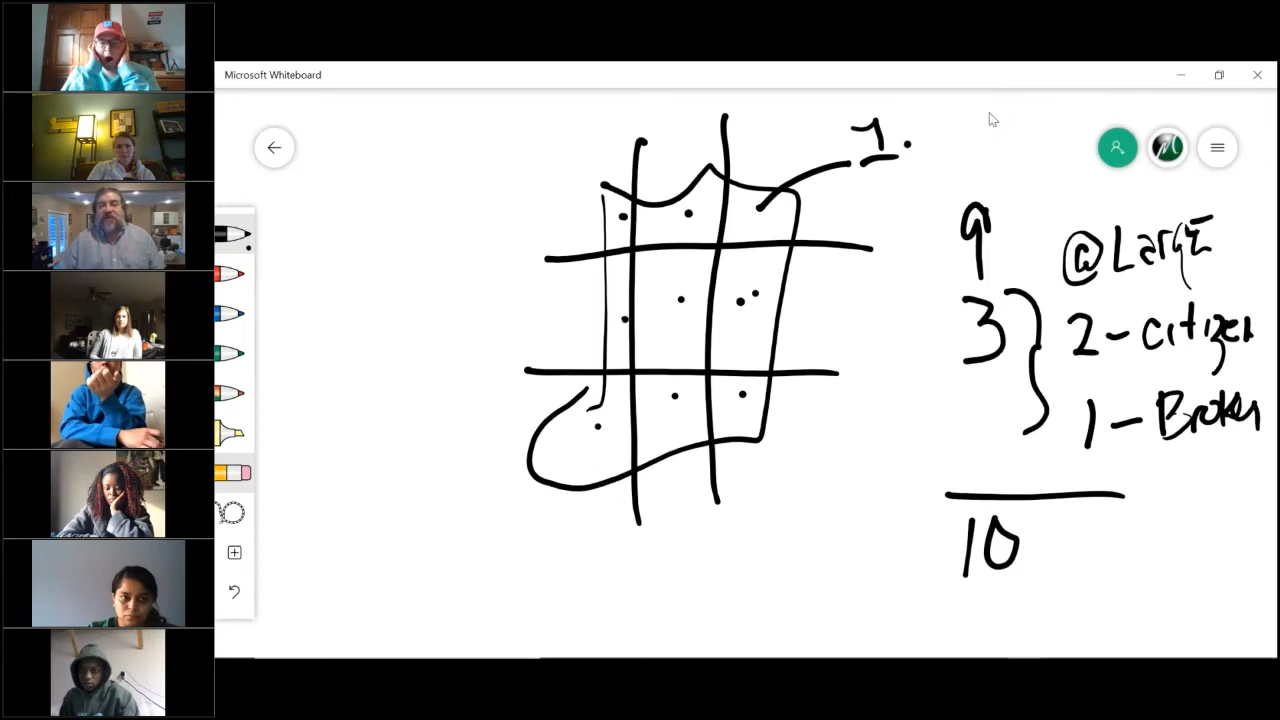 Microsoft Whiteboard
1.
9
@ LargE
3
2 - citizen
1 - Broker
10